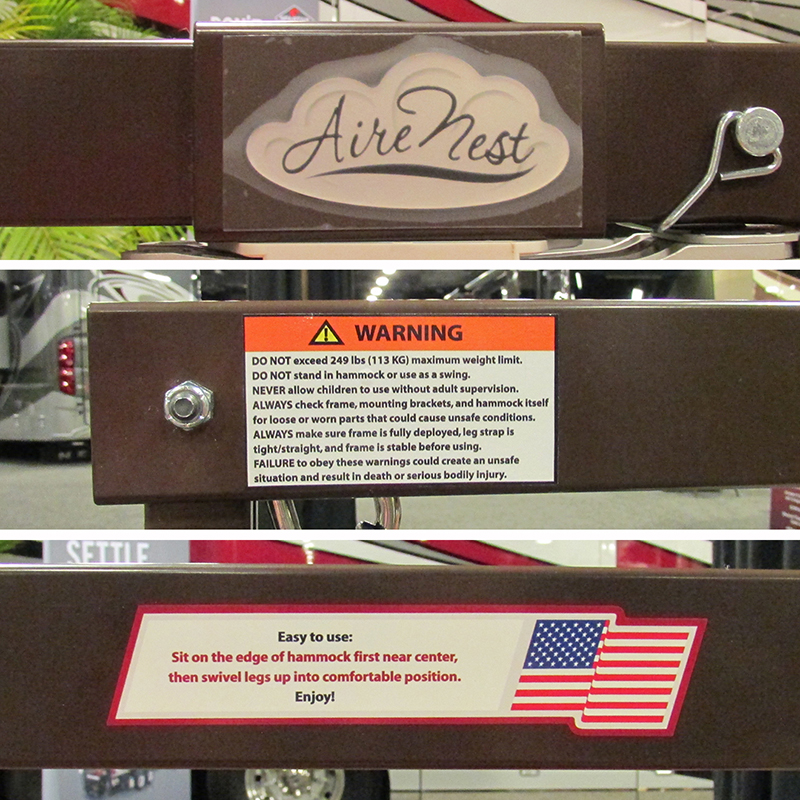 Aire Nest
WARNING
DO NOT exceed 249 lbs (113 KG) maximum weight limit.
DO NOT stand in hammock or use as a swing.
NEVER allow children to use without adult supervision.
ALWAYS check frame, mounting brackets, and hammock itself
for loose or worn parts that could cause unsafe conditions.
ALWAYS make sure frame is fully deployed, leg strap is
tight/straight, and frame is stable before using.
FAILURE to obey these warnings could create an unsafe
situation and result in death or serious bodily injury.
SETTLE
Easy to use:
Sit on the edge of hammock first near center,
then swivel legs up into comfortable position.
Enjoy!